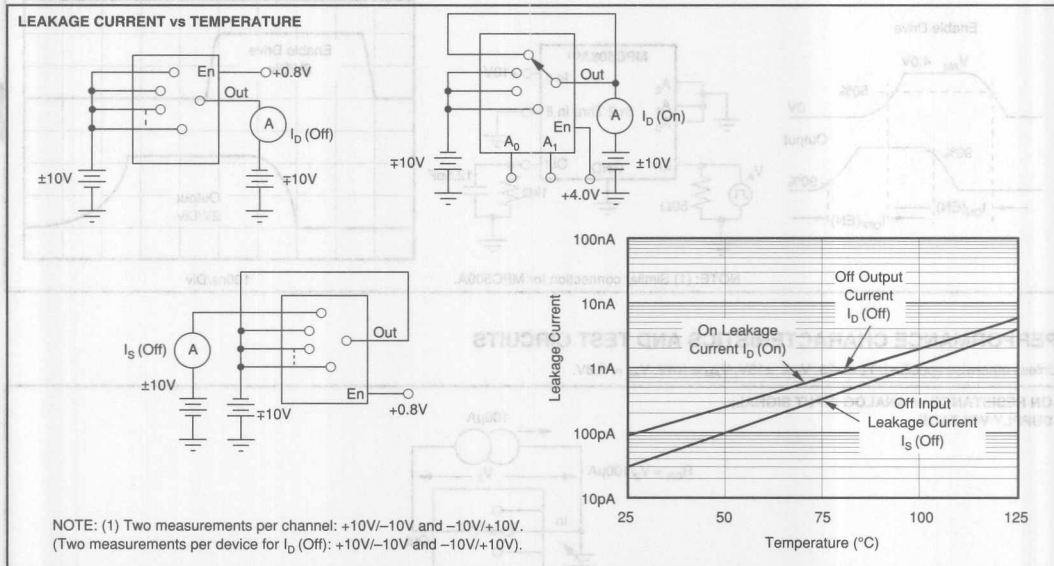 LEAKAGE CURRENT vs TEMPERATURE
En
+0.8V
Out
A
I_D (Off)
±10V
∓10V
Out
A
I_D (On)
En
A_0 A_1
∓10V
±10V
+4.0V
I_S (Off)
A
Out
±10V
∓10V
En
+0.8V
100nA
10nA
1nA
100pA
10pA
Leakage Current
Off Output
Current
I_D (Off)
On Leakage
Current I_D (On)
Off Input
Leakage Current
I_S (Off)
25 50 75 100 125
Temperature (°C)
NOTE: (1) Two measurements per channel: +10V/–10V and –10V/+10V.
(Two measurements per device for I_D (Off): +10V/–10V and –10V/+10V).